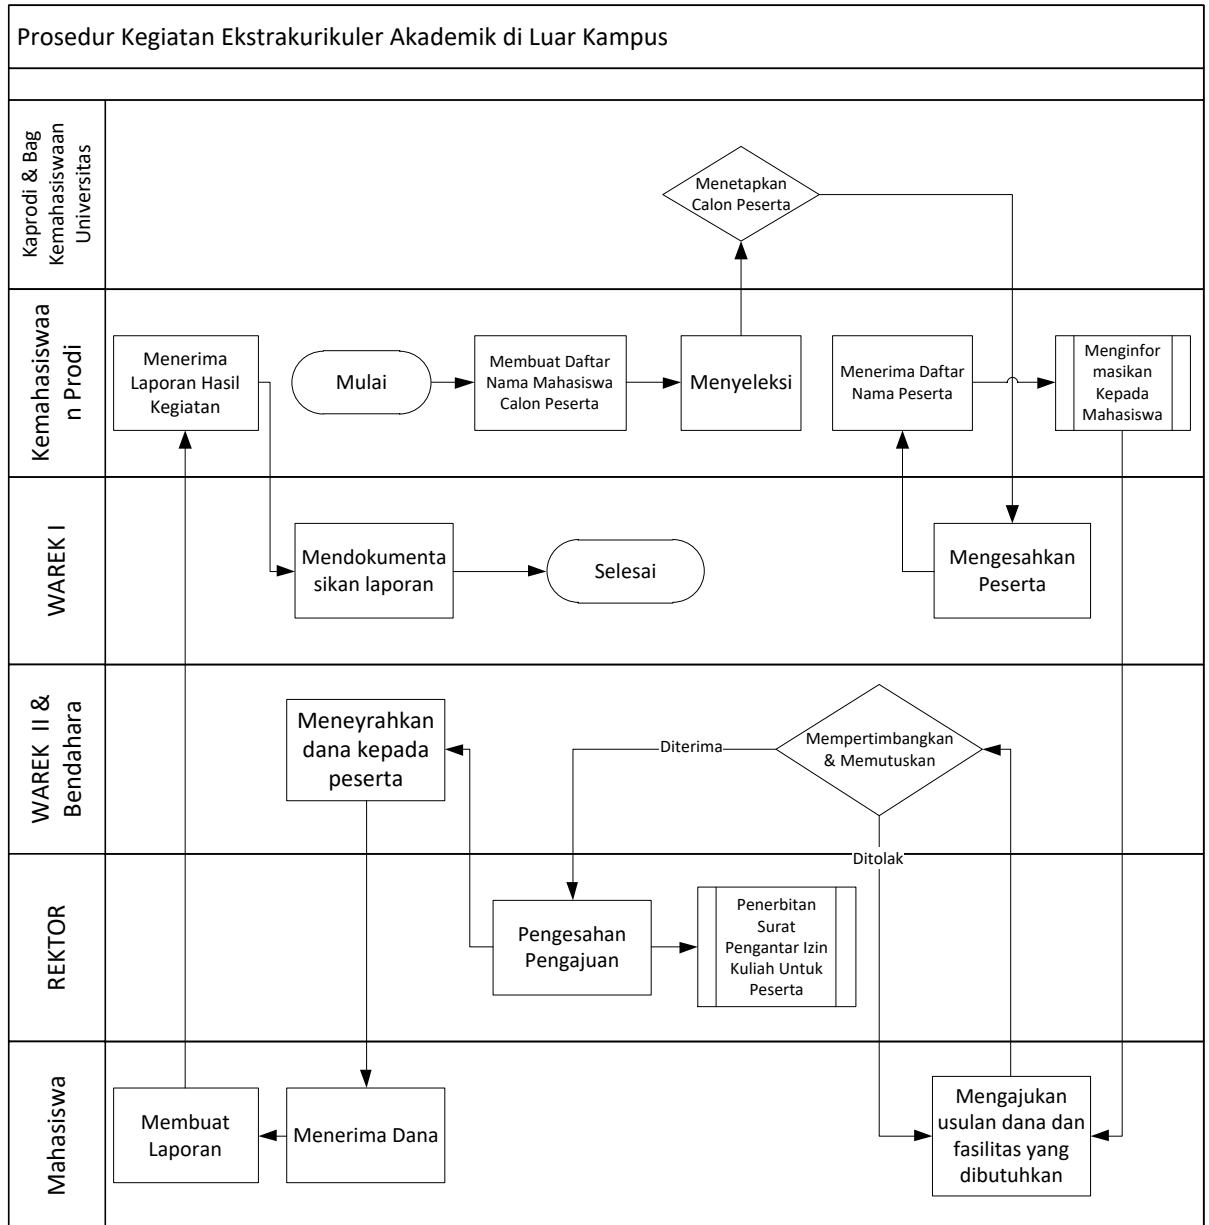 Prosedur Kegiatan Ekstrakurikuler Akademik di Luar Kampus
Kaprodi & Bag
Kemahasiswaan
Universitas
Menetapkan
Calon Peserta
Kemahasiswaa
n Prodi
Menerima
Laporan Hasil
Kegiatan
Mulai
Membuat Daftar
Nama Mahasiswa
Calon Peserta
Menyeleksi
Menerima Daftar
Nama Peserta
Menginfor
masikan
Kepada
Mahasiswa
WAREK I
Mendokumenta
sikan laporan
Selesai
Mengesahkan
Peserta
WAREK II &
Bendahara
Meneyrahkan
dana kepada
peserta
Diterima
Mempertimbangkan
& Memutuskan
Ditolak
REKTOR
Pengesahan
Pengajuan
Penerbitan
Surat
Pengantar Izin
Kuliah Untuk
Peserta
Mahasiswa
Membuat
Laporan
Menerima Dana
Mengajukan
usulan dana dan
fasilitas yang
dibutuhkan